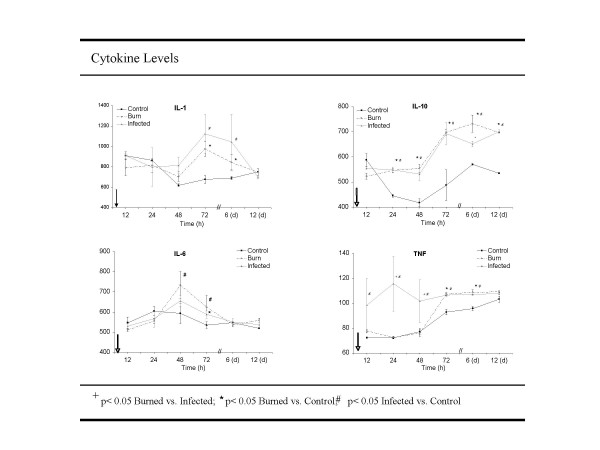 Cytokine Levels
IL-1
Control
Burn
Infected
1400
1200
1000
800
600
400
12 24 48 72 // 6 (d) 12 (d)
Time (h)
# * # *
IL-10
Control
Burn
Infected
800
700
600
500
400
12 24 48 72 // 6 (d) 12 (d)
Time (h)
* # * # * # * # * #
IL-6
Control
Burn
Infected
900
800
700
600
500
400
12 24 48 72 // 6 (d) 12 (d)
Time (h)
# # *
TNF
Control
Burn
Infected
140
120
100
80
60
12 24 48 72 // 6 (d) 12 (d)
Time (h)
# # # * # * #
+ p< 0.05 Burned vs. Infected; * p< 0.05 Burned vs. Control; # p< 0.05 Infected vs. Control